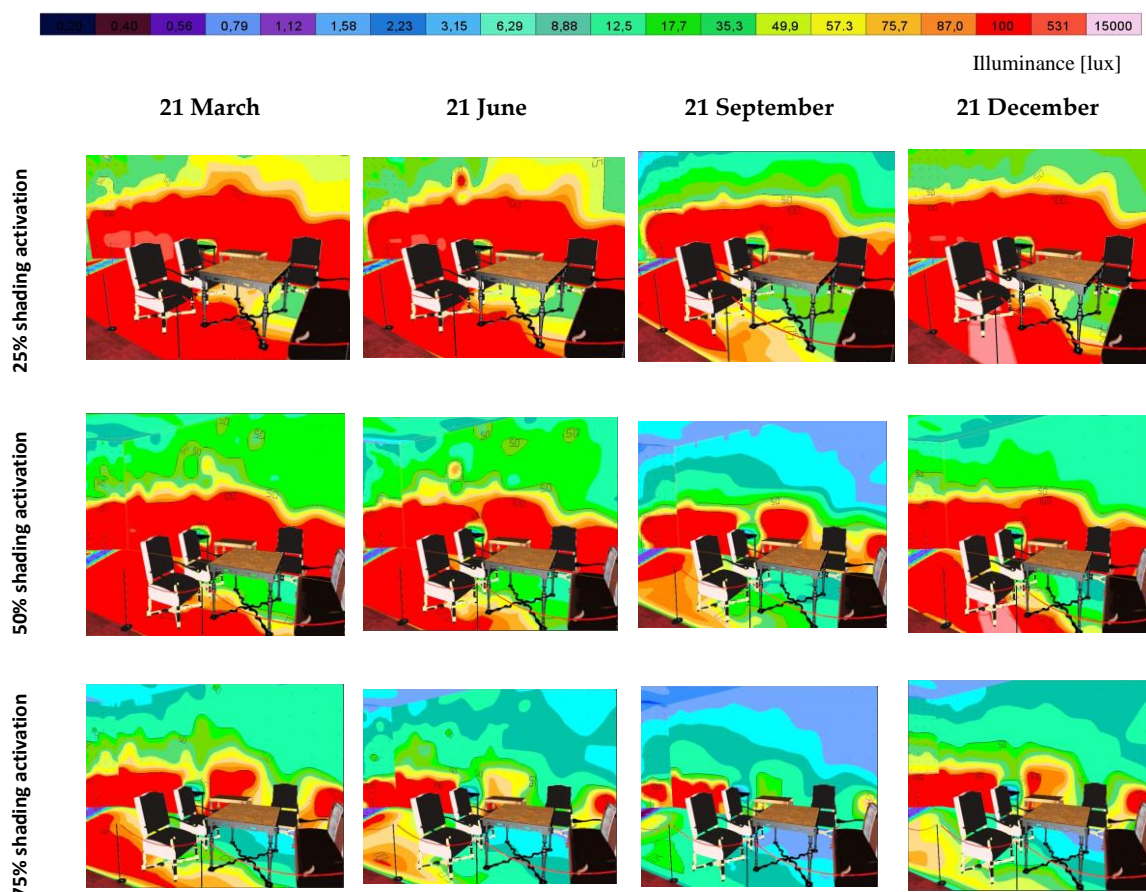 0,29 0,40 0,56 0,79 1,12 1,58 2,23 3,15 6,29 8,88 12,5 17,7 35,3 49,9 57.3 75,7 87,0 100 531 15000
Illuminance [lux]
21 March 21 June 21 September 21 December
25% shading activation
50% shading activation
75% shading activation